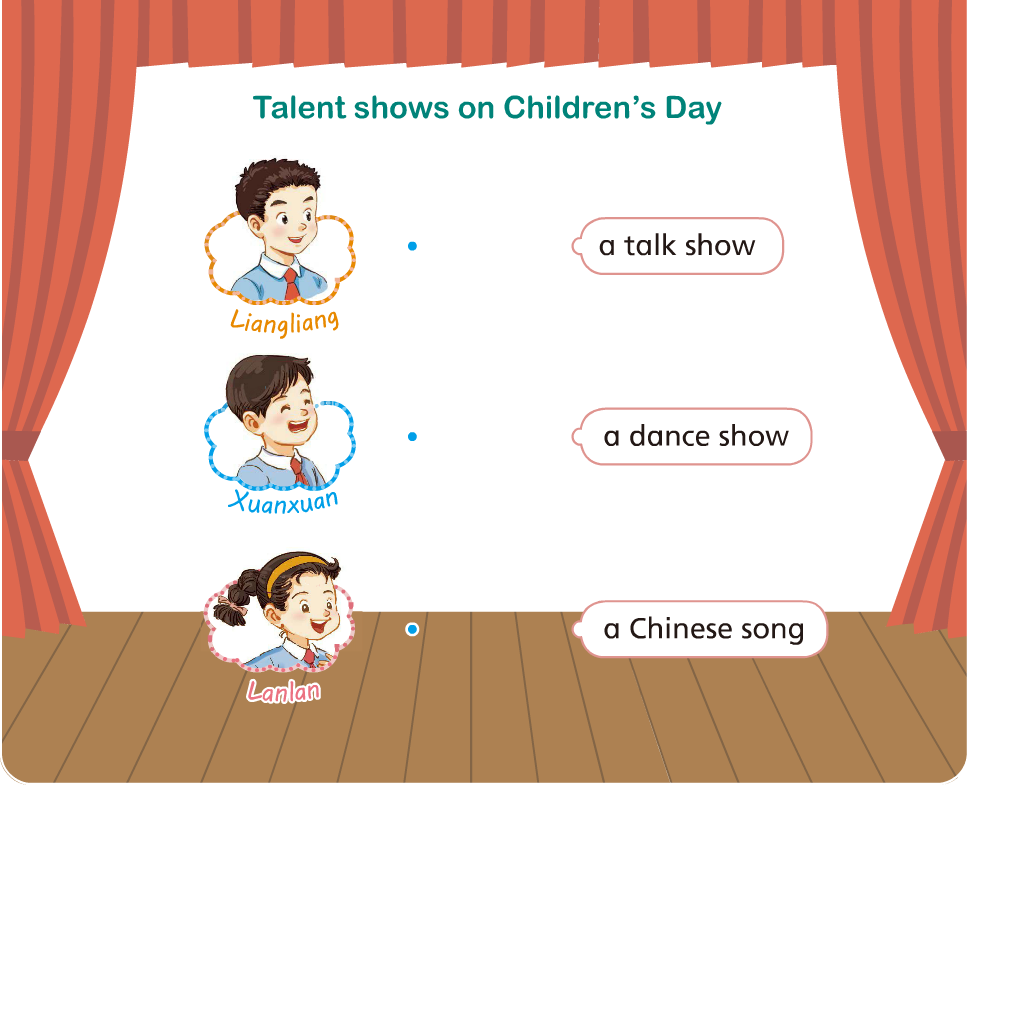 Talent shows on Children's Day
Liangliang
a talk show
Xuanxuan
a dance show
Lanlan
a Chinese song